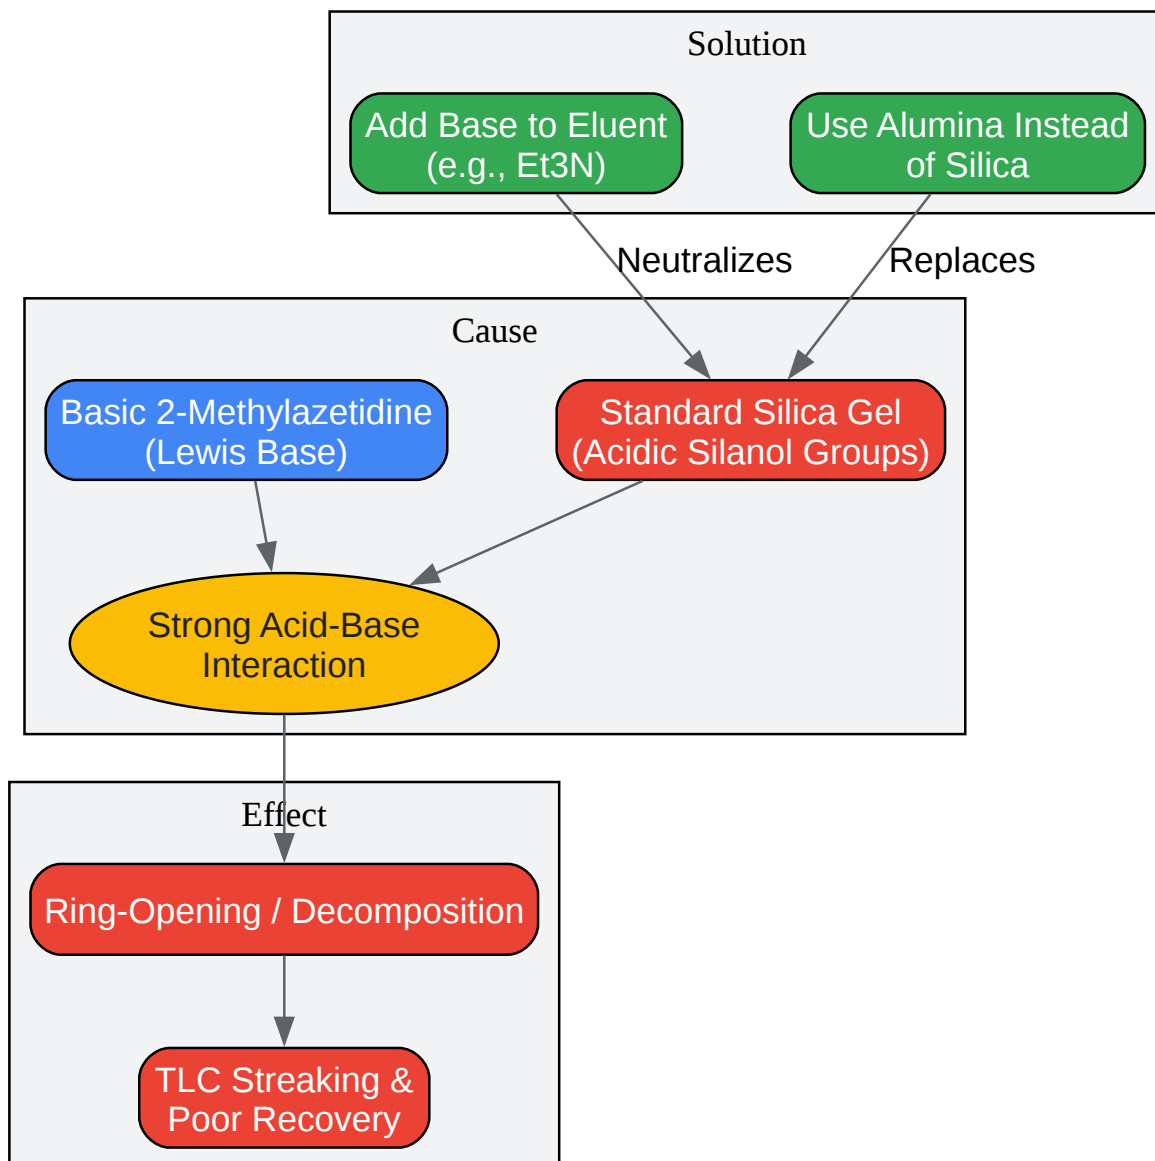 Solution
Add Base to Eluent
(e.g., Et3N)
Use Alumina Instead
of Silica
Neutralizes
Replaces
Cause
Basic 2-Methylazetidine
(Lewis Base)
Standard Silica Gel
(Acidic Silanol Groups)
Strong Acid-Base
Interaction
Effect
Ring-Opening / Decomposition
TLC Streaking &
Poor Recovery